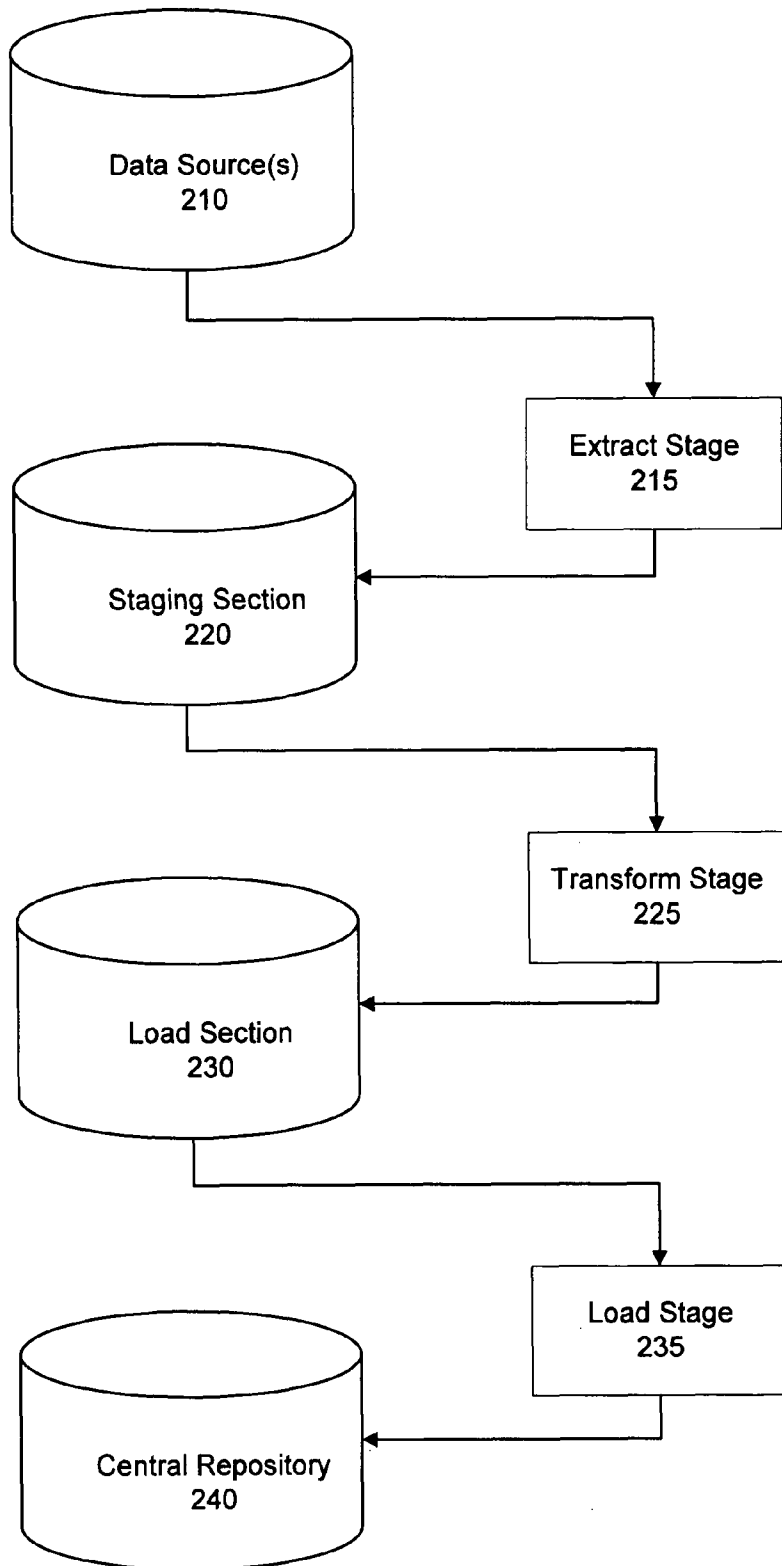 Data Source(s)
210
Extract Stage
215
Staging Section
220
Transform Stage
225
Load Section
230
Load Stage
235
Central Repository
240